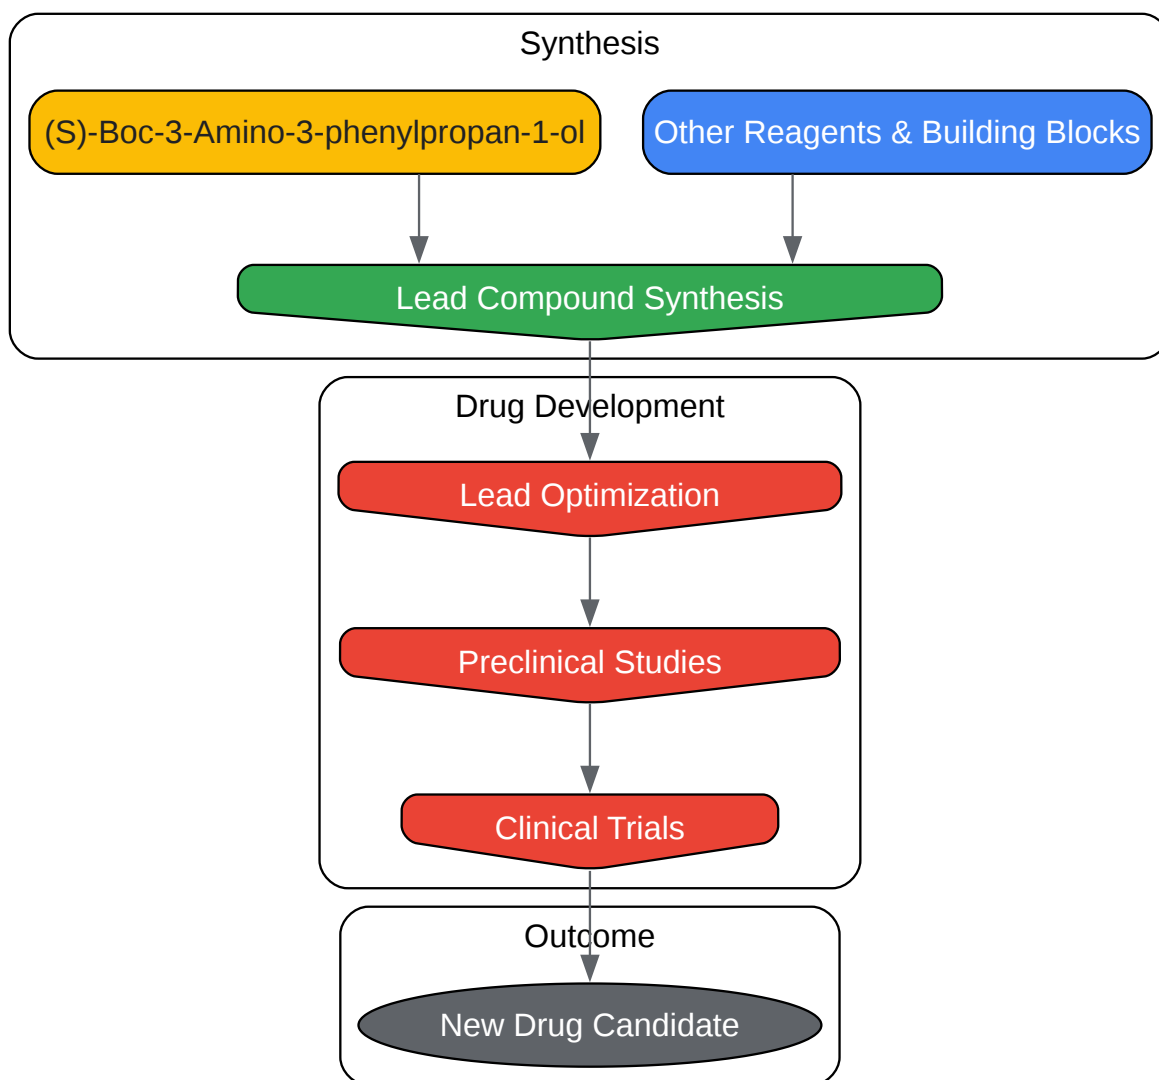 Synthesis
(S)-Boc-3-Amino-3-phenylpropan-1-ol
Other Reagents & Building Blocks
Lead Compound Synthesis
Drug Development
Lead Optimization
Preclinical Studies
Clinical Trials
Outcome
New Drug Candidate